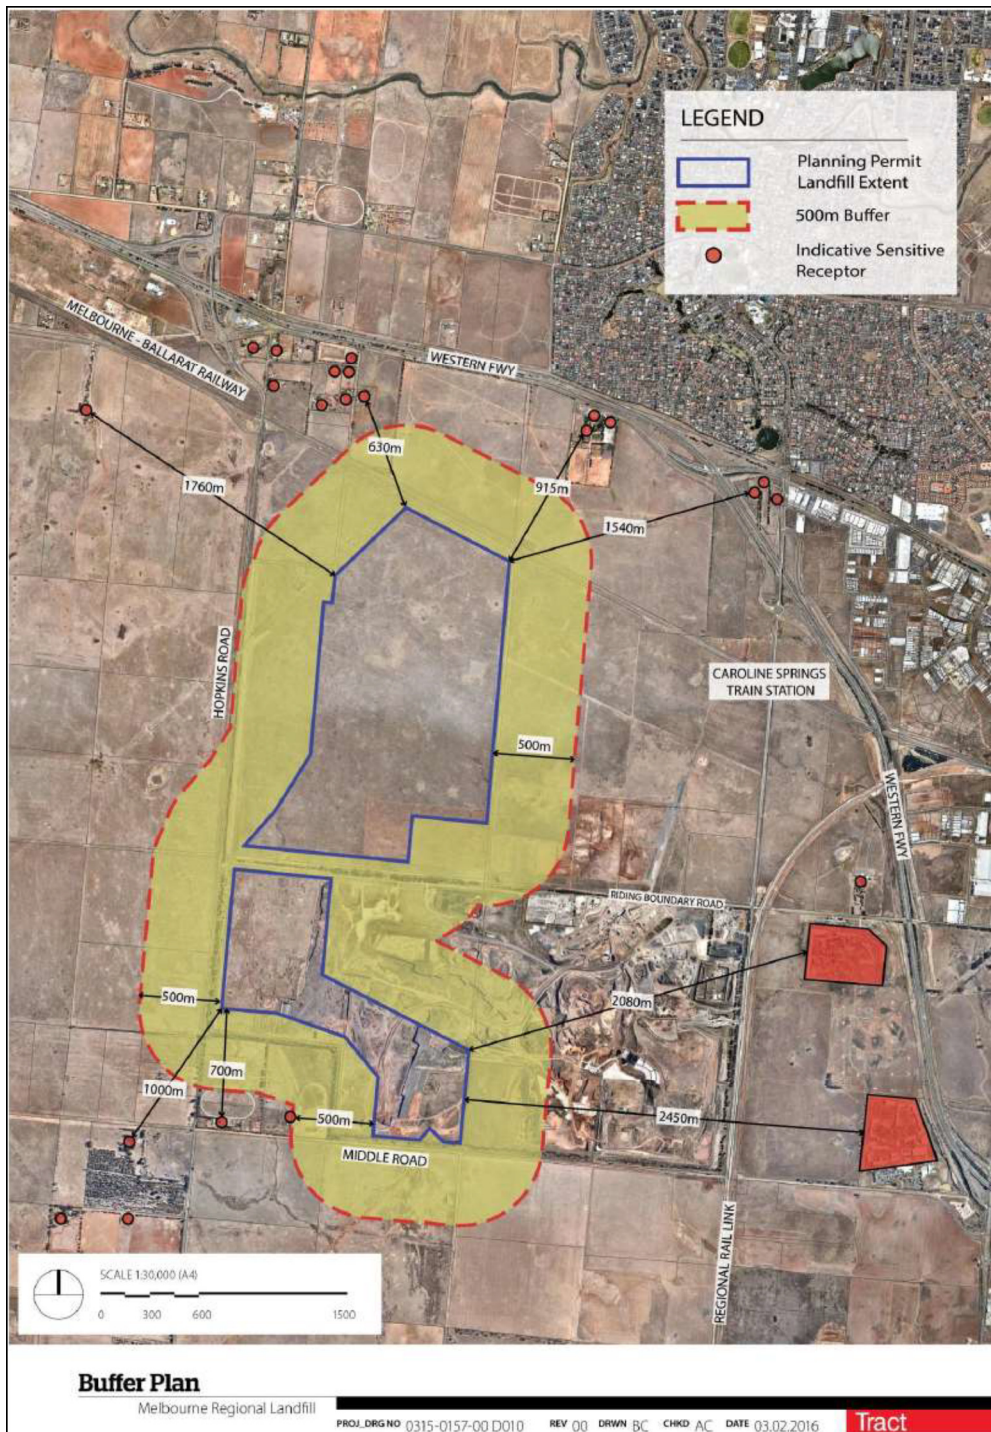 LEGEND
Planning Permit
Landfill Extent
500m Buffer
Indicative Sensitive
Receptor
MELBOURNE - BALLARAT RAILWAY
WESTERN FWY
630m
1760m
915m
1540m
HOPKINS ROAD
CAROLINE SPRINGS
TRAIN STATION
500m
WESTERN FWY
RIDING BOUNDARY ROAD
500m
2080m
700m
1000m
500m
2450m
MIDDLE ROAD
REGIONAL RAIL LINK
SCALE 1:30,000 (A4)
0 300 600 1500
Buffer Plan
Melbourne Regional Landfill
PROJ_DRG NO 0315-0157-00 D010 REV 00 DRWN BC CHKD AC DATE 03.02.2016
Tract